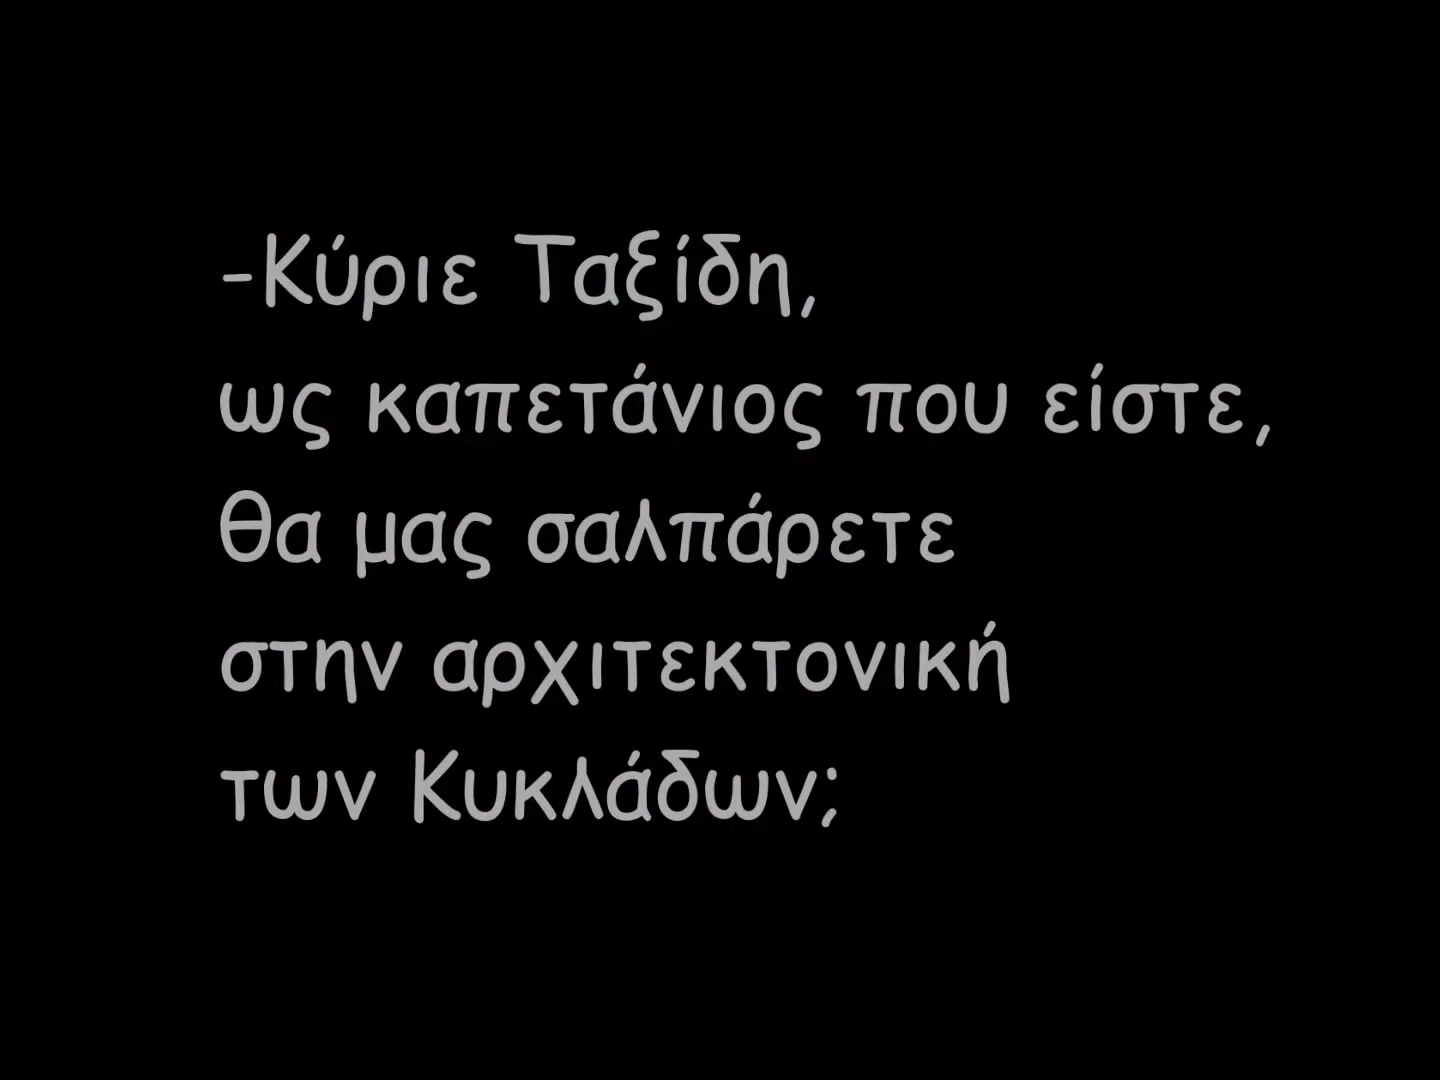 -Κύριε Ταξίδη,
ως καπετάνιος που είστε,
θα μας σαλπάρετε
στην αρχιτεκτονική
των Κυκλάδων;